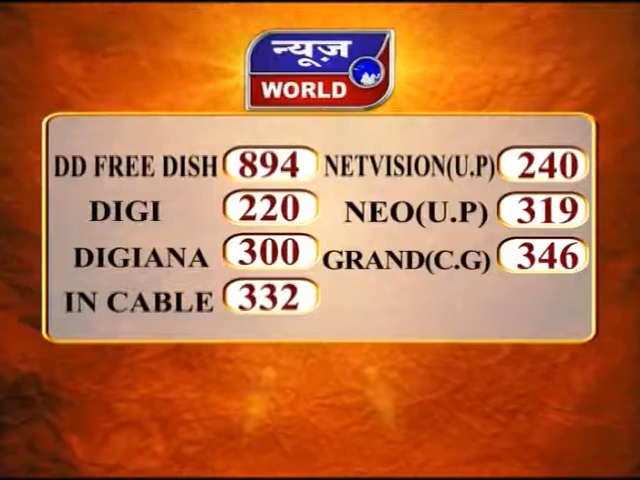 न्यूज़
WORLD
DD FREE DISH 894 NETVISION(U.P) 240
DIGI 220 NEO(U.P) 319
DIGIANA 300 GRAND(C.G) 346
IN CABLE 332